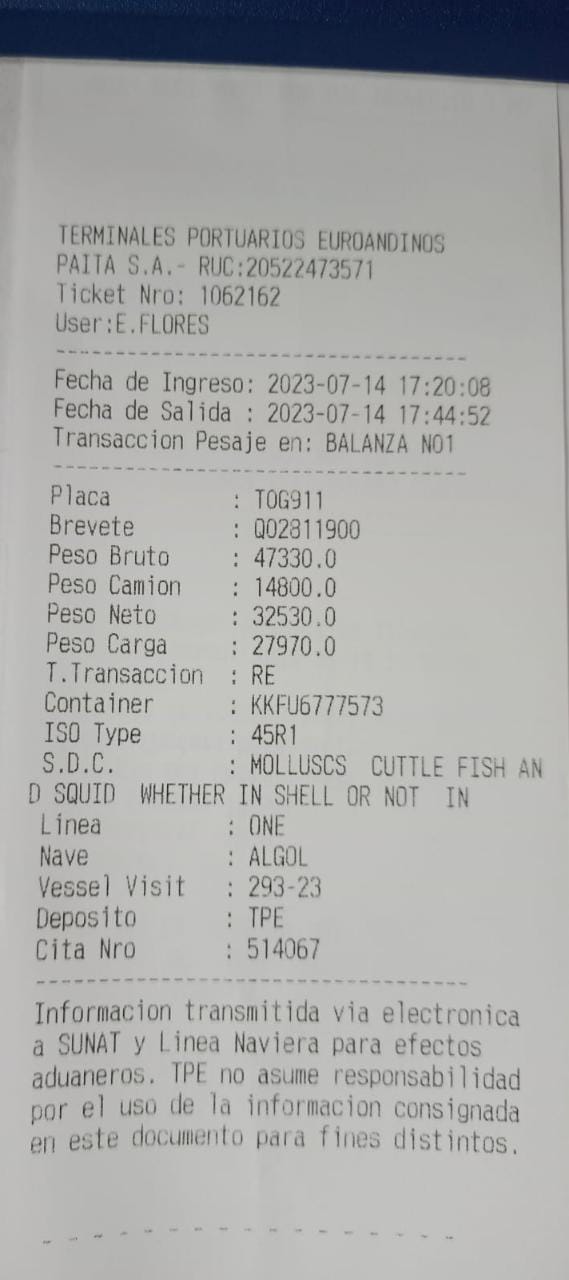 TERMINALES PORTUARIOS EUROANDINOS
PAITA S.A.- RUC:20522473571
Ticket Nro: 1062162
User:E.FLORES
Fecha de Ingreso: 2023-07-14 17:20:08
Fecha de Salida : 2023-07-14 17:44:52
Transaccion Pesaje en: BALANZA NO1
Placa : TOG911
Brevete : Q02811900
Peso Bruto : 47330.0
Peso Camion : 14800.0
Peso Neto : 32530.0
Peso Carga : 27970.0
T.Transaccion : RE
Container : KKFU6777573
ISO Type : 45R1
S.D.C. : MOLLUSCS CUTTLE FISH AN
D SQUID WHETHER IN SHELL OR NOT IN
Linea : ONE
Nave : ALGOL
Vessel Visit : 293-23
Deposito : TPE
Cita Nro : 514067
Informacion transmitida via electronica
a SUNAT y Linea Naviera para efectos
aduaneros. TPE no asume responsabilidad
por el uso de la informacion consignada
en este documento para fines distintos.